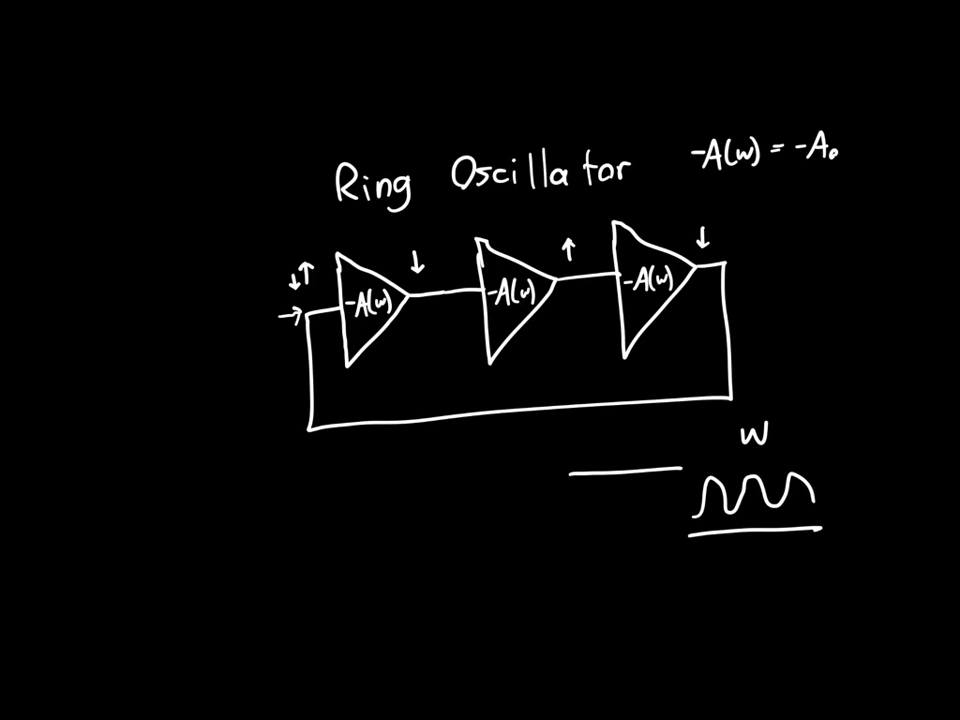 Ring Oscillator -A(w) = -A₀
-A(w) -A(w) -A(w)
w